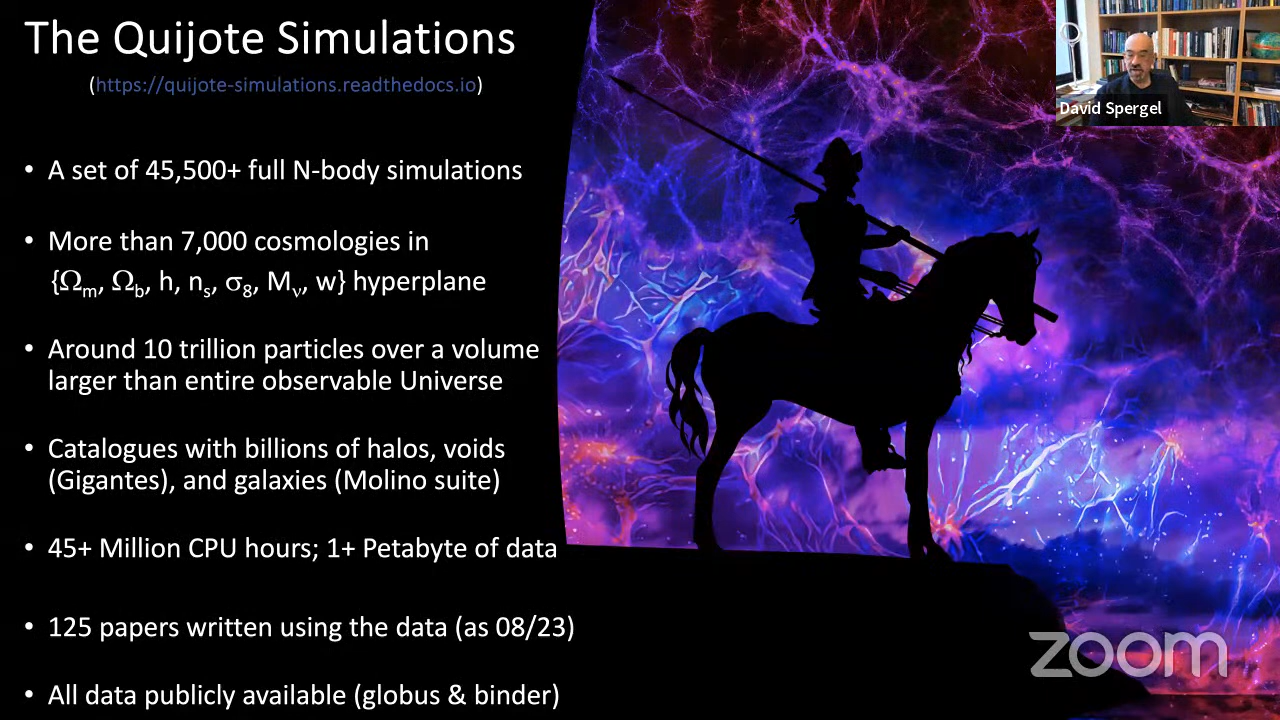 The Quijote Simulations
(https://quijote-simulations.readthedocs.io)
David Spergel
• A set of 45,500+ full N-body simulations
• More than 7,000 cosmologies in
{Ωm, Ωb, h, ns, σ8, Mν, w} hyperplane
• Around 10 trillion particles over a volume
larger than entire observable Universe
• Catalogues with billions of halos, voids
(Gigantes), and galaxies (Molino suite)
• 45+ Million CPU hours; 1+ Petabyte of data
• 125 papers written using the data (as 08/23)
zoom
• All data publicly available (globus & binder)